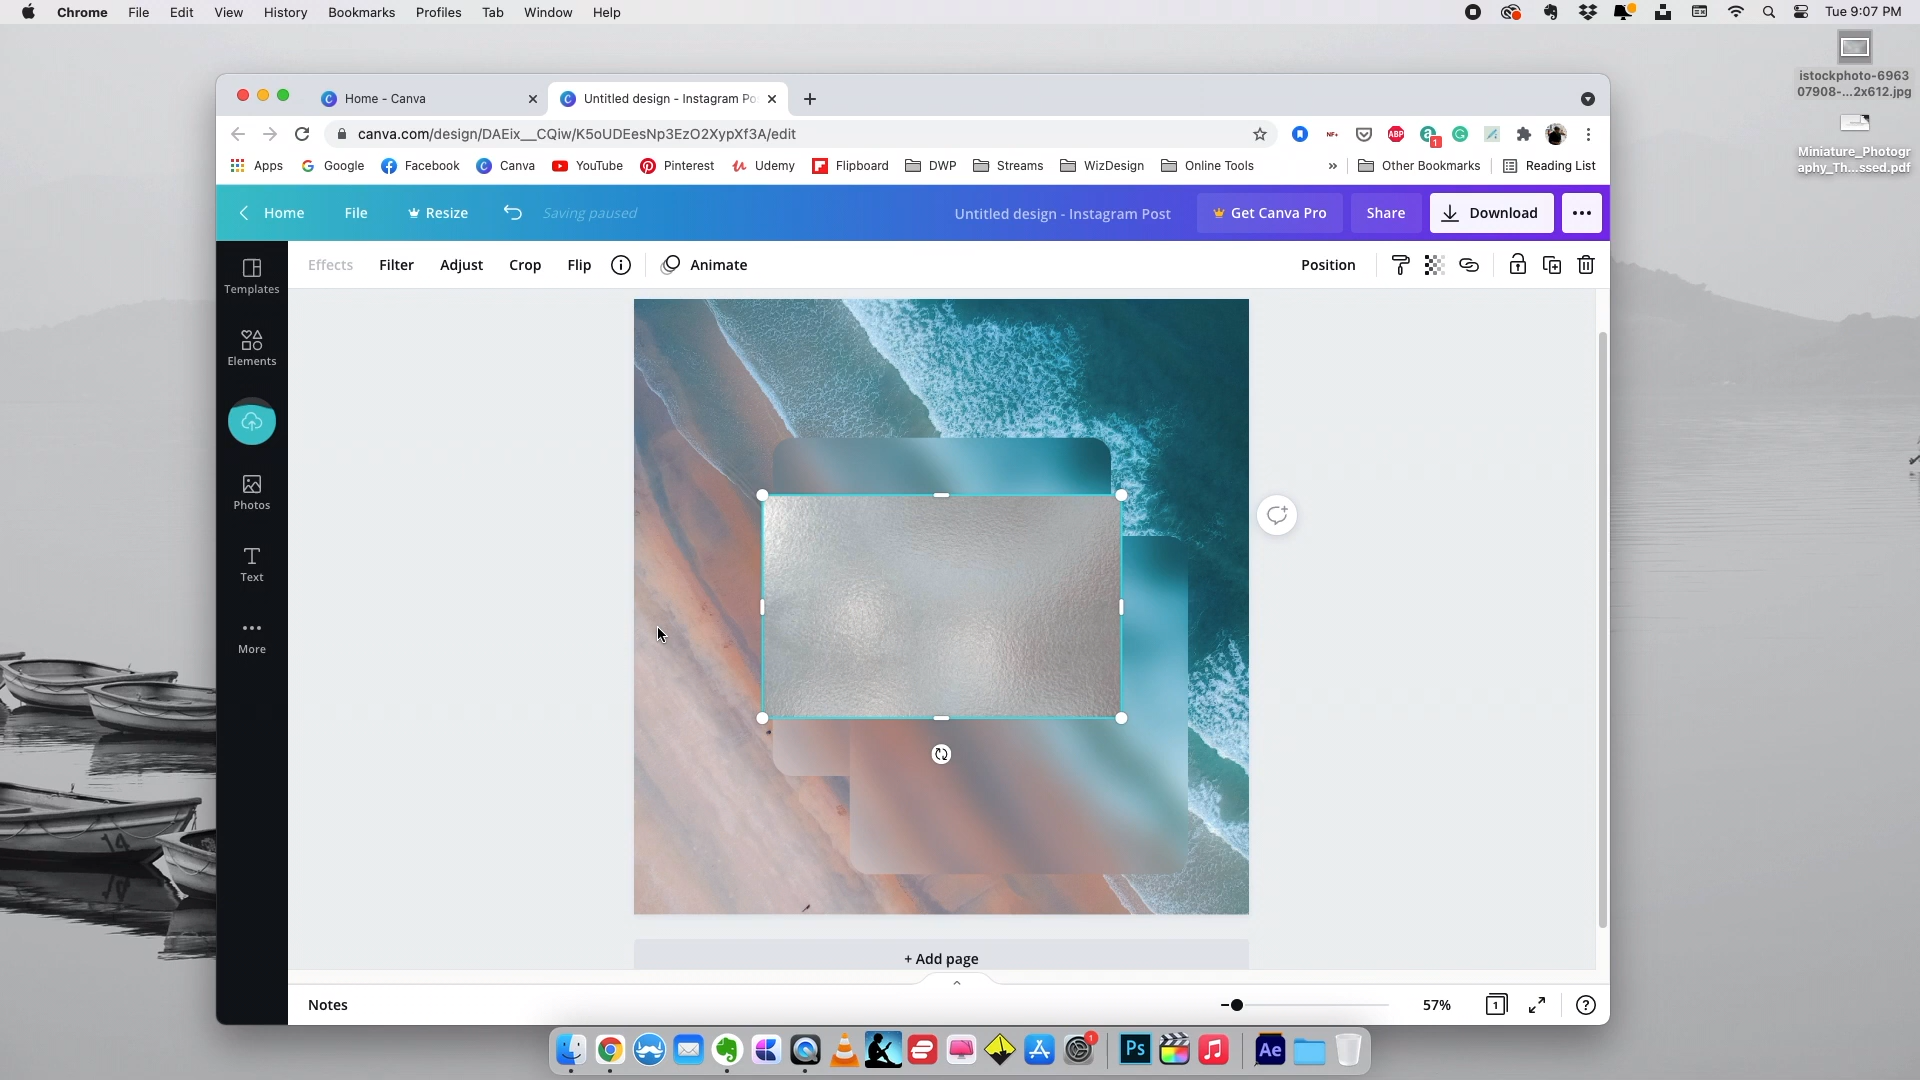 Chrome File Edit View History Bookmarks Profiles Tab Window Help Tue 9:07 PM
istockphoto-6963
07908-...2x612.jpg
Miniature_Photogr
aphy_Th...ssed.pdf
Home - Canva Untitled design - Instagram Po
canva.com/design/DAEix__CQiw/K5oUDEesNp3EzO2XypXf3A/edit
Apps Google Facebook Canva YouTube Pinterest Udemy Flipboard DWP Streams WizDesign Online Tools » Other Bookmarks Reading List
Home File Resize Saving paused Untitled design - Instagram Post Get Canva Pro Share Download
Effects Filter Adjust Crop Flip Animate Position
Templates
Elements
Photos
Text
More
+ Add page
Notes 57% 1